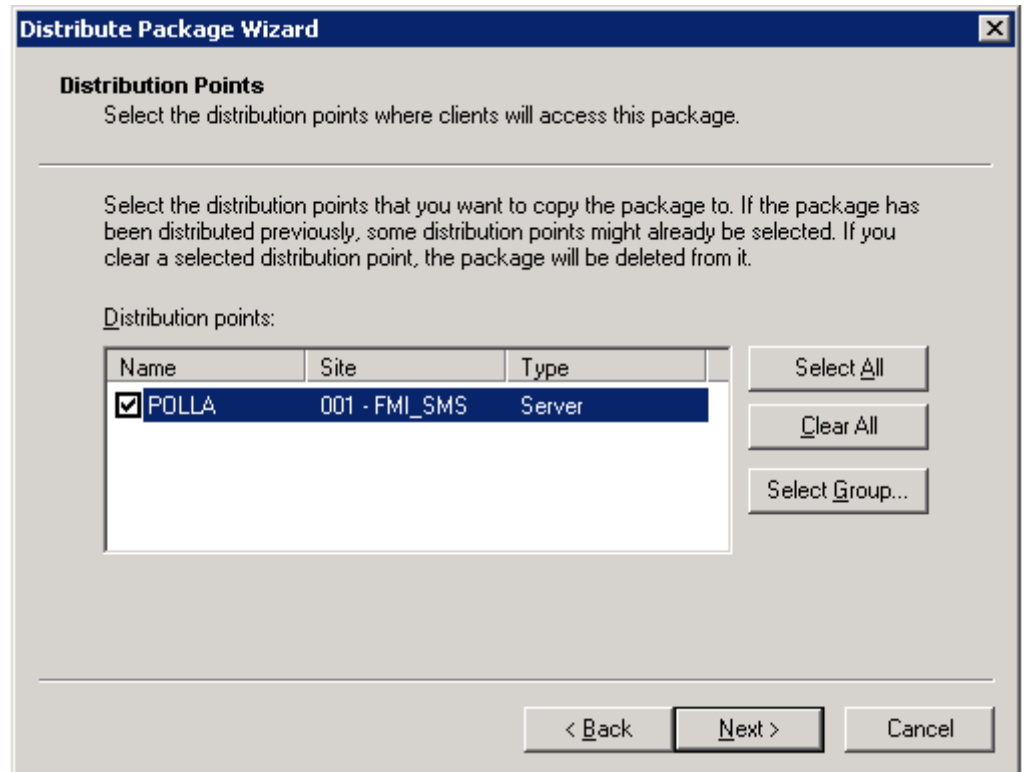 Distribute Package Wizard
Distribution Points
Select the distribution points where clients will access this package.
Select the distribution points that you want to copy the package to. If the package has
been distributed previously, some distribution points might already be selected. If you
clear a selected distribution point, the package will be deleted from it.
Distribution points:
Name Site Type
POLLA 001 - FMI_SMS Server
Select All
Clear All
Select Group...
< Back Next > Cancel